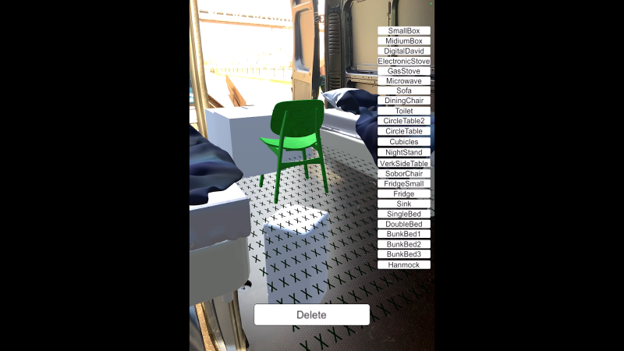 SmallBox
MidiumBox
DigitalDavid
ElectronicStove
GasStove
Microwave
Sofa
DiningChair
Toilet
CircleTable2
CircleTable
Cubicles
NightStand
VerkSideTable
SoborChair
FridgeSmall
Fridge
Sink
SingleBed
DoubleBed
BunkBed1
BunkBed2
BunkBed3
Hanmock
Delete